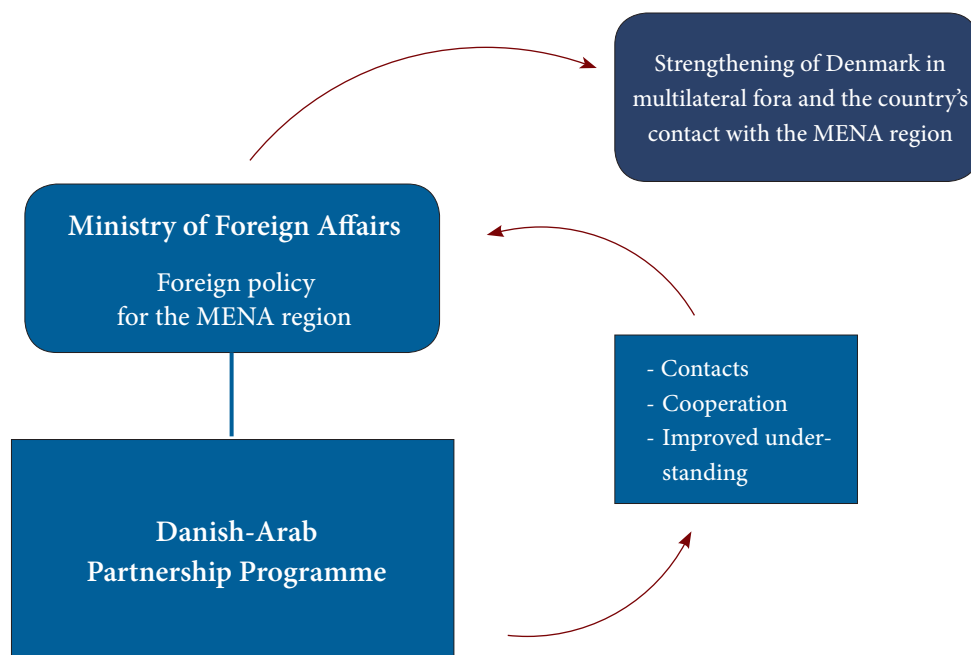 Strengthening of Denmark in
multilateral fora and the country’s
contact with the MENA region
Ministry of Foreign Affairs
Foreign policy
for the MENA region
- Contacts
- Cooperation
- Improved under-
standing
Danish-Arab
Partnership Programme